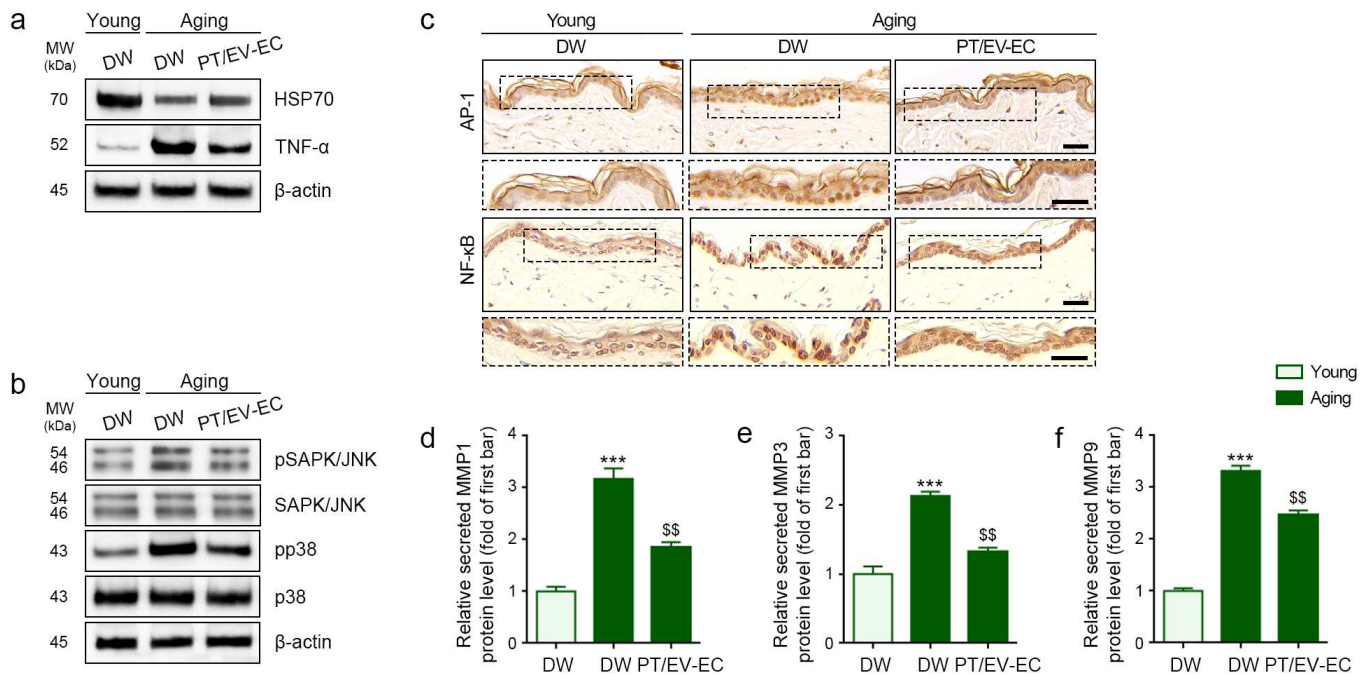 a
Young Aging
MW
(kDa)
DW DW PT/EV-EC
70 HSP70
52 TNF-α
45 β-actin
b
Young Aging
MW
(kDa)
DW DW PT/EV-EC
54
46
pSAPK/JNK
54
46
SAPK/JNK
43 pp38
43 p38
45 β-actin
c
Young Aging
DW DW PT/EV-EC
AP-1
NF-κB
Young
Aging
d
Relative secreted MMP1
protein level (fold of first bar)
4
3
2
1
0
***
$$
DW DW PT/EV-EC
e
Relative secreted MMP3
protein level (fold of first bar)
3
2
1
0
***
$$
DW DW PT/EV-EC
f
Relative secreted MMP9
protein level (fold of first bar)
4
3
2
1
0
***
$$
DW DW PT/EV-EC